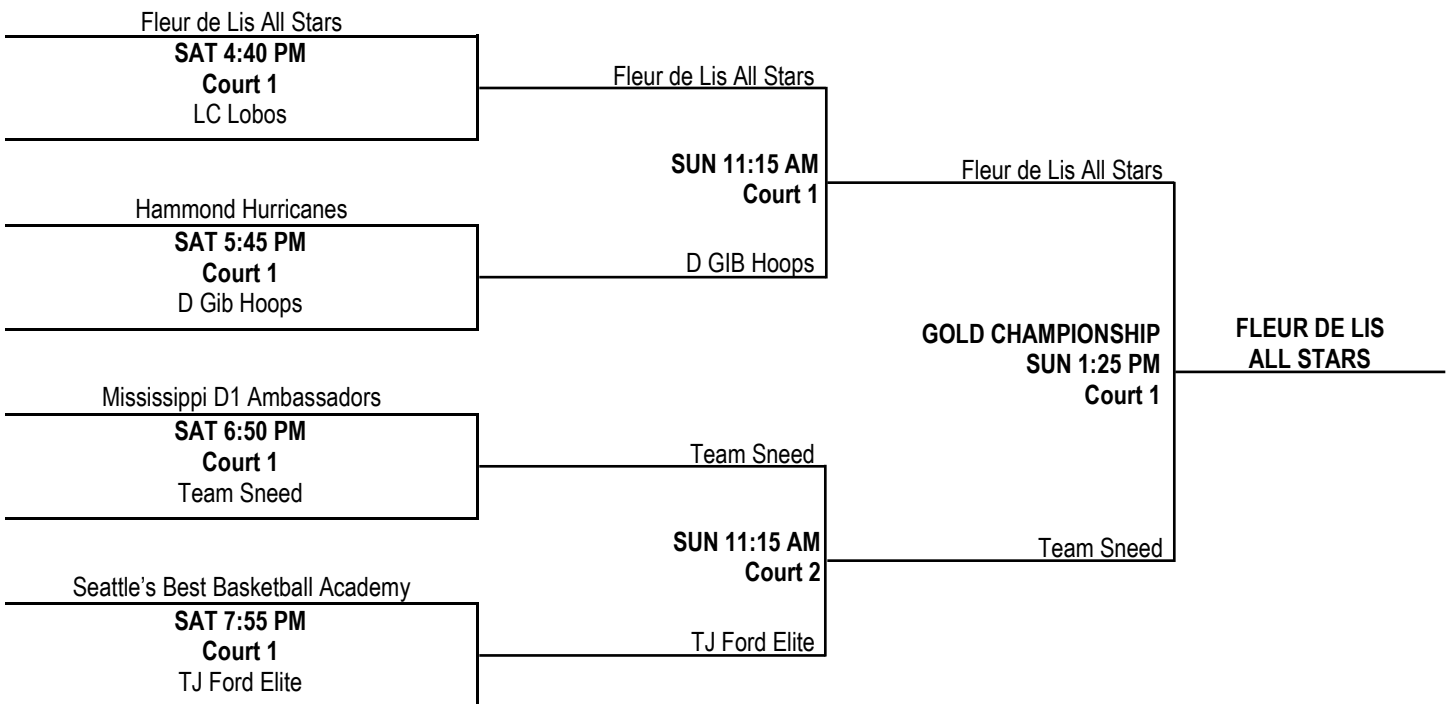 Fleur de Lis All Stars
SAT 4:40 PM
Court 1
LC Lobos
Hammond Hurricanes
SAT 5:45 PM
Court 1
D Gib Hoops
Mississippi D1 Ambassadors
SAT 6:50 PM
Court 1
Team Sneed
Seattle’s Best Basketball Academy
SAT 7:55 PM
Court 1
TJ Ford Elite
Fleur de Lis All Stars
SUN 11:15 AM
Court 1
D GIB Hoops
Team Sneed
SUN 11:15 AM
Court 2
TJ Ford Elite
Fleur de Lis All Stars
GOLD CHAMPIONSHIP
SUN 1:25 PM
Court 1
Team Sneed
FLEUR DE LIS
ALL STARS